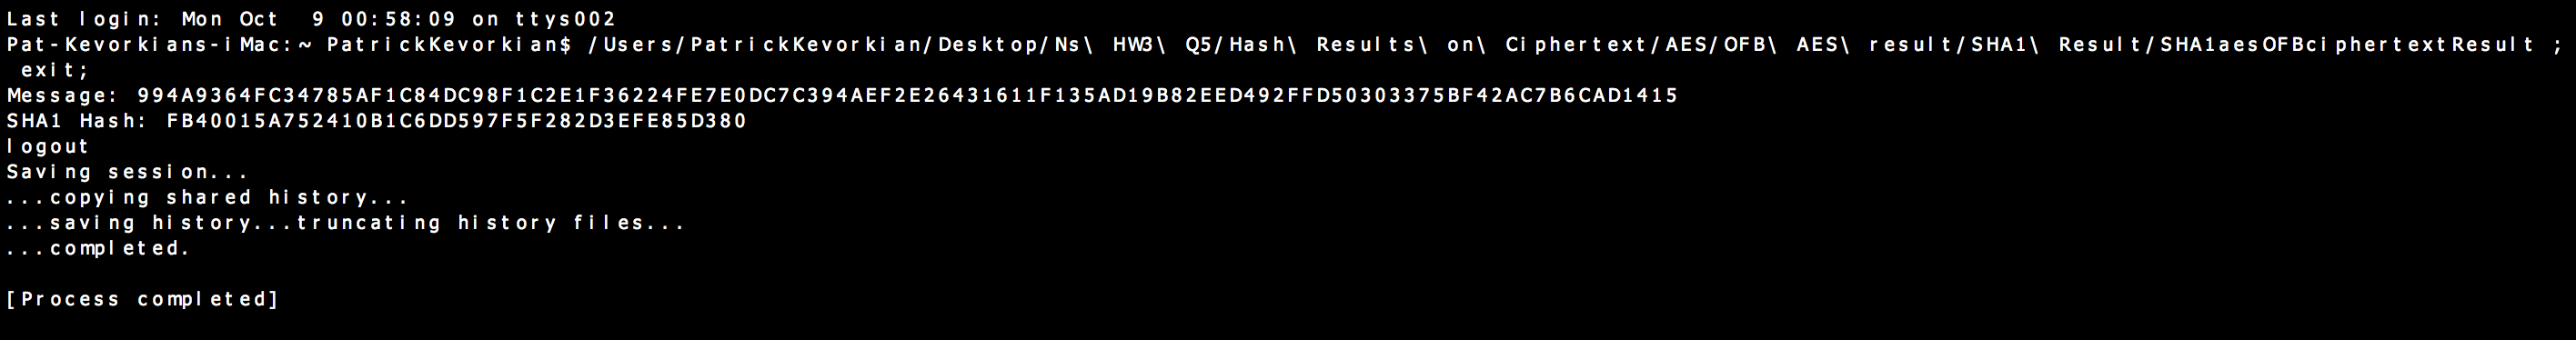 Last login: Mon Oct  9 00:58:09 on ttys002
Pat-Kevorkians-iMac:~ PatrickKevorkian$ /Users/PatrickKevorkian/Desktop/Ns\ HW3\ Q5/Hash\ Results\ on\ Ciphertext/AES/OFB\ AES\ result/SHA1\ Result/SHA1aesOFBciphertextResult ;
 exit;
Message: 994A9364FC34785AF1C84DC98F1C2E1F36224FE7E0DC7C394AEF2E26431611F135AD19B82EED492FFD50303375BF42AC7B6CAD1415
SHA1 Hash: FB40015A752410B1C6DD597F5F282D3EFE85D380
logout
Saving session...
...copying shared history...
...saving history...truncating history files...
...completed.

[Process completed]